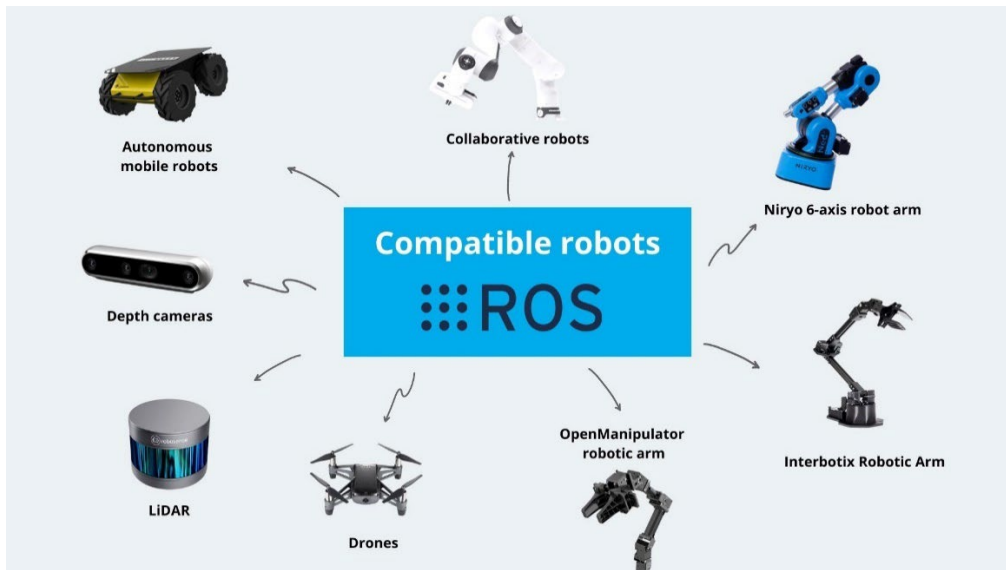 Compatible robots
ROS
Autonomous
mobile robots
Collaborative robots
Niryo 6-axis robot arm
Depth cameras
LiDAR
Drones
OpenManipulator
robotic arm
Interbotix Robotic Arm